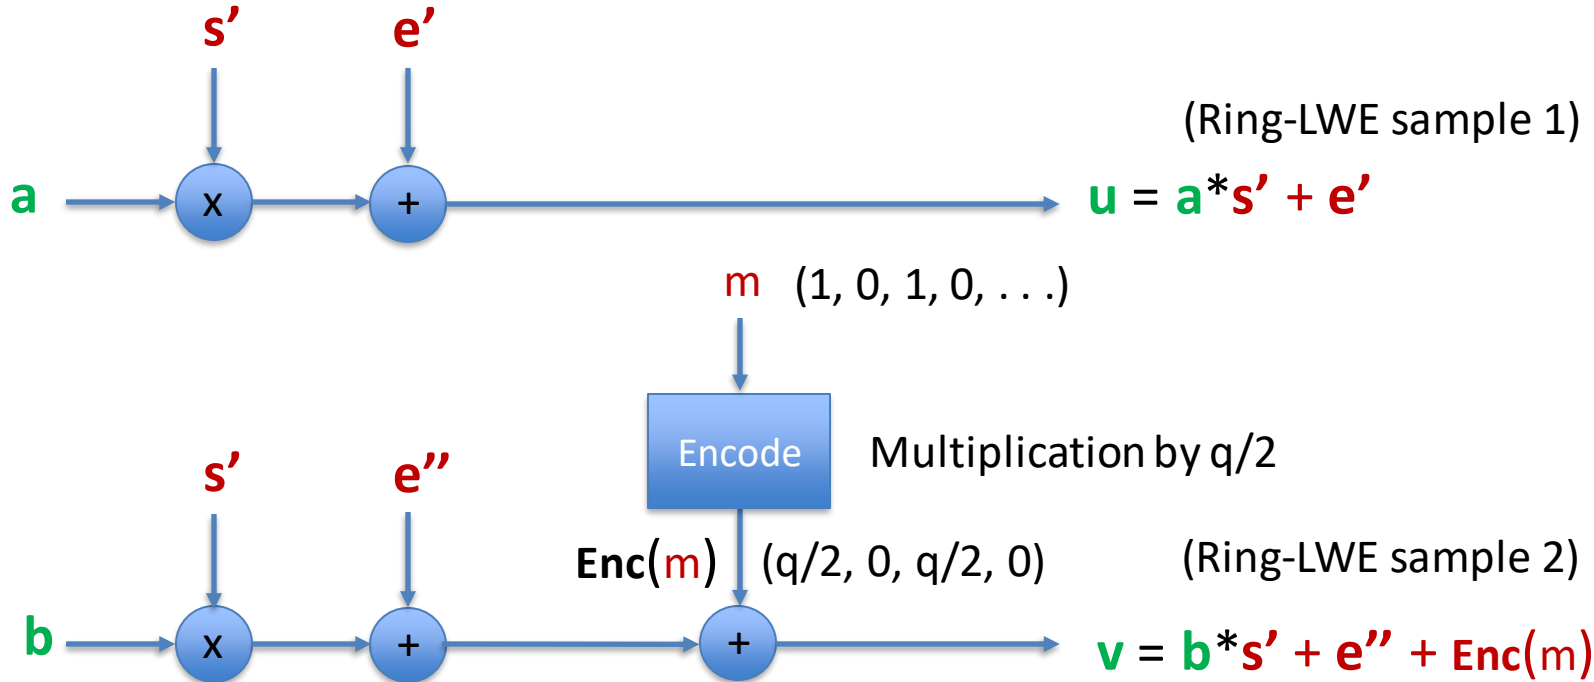 s’ e’
(Ring-LWE sample 1)
a x + u = a*s’ + e’
m (1, 0, 1, 0, . . .)
Encode Multiplication by q/2
s’ e’’
Enc(m) (q/2, 0, q/2, 0) (Ring-LWE sample 2)
b x + + v = b*s’ + e’’ + Enc(m)